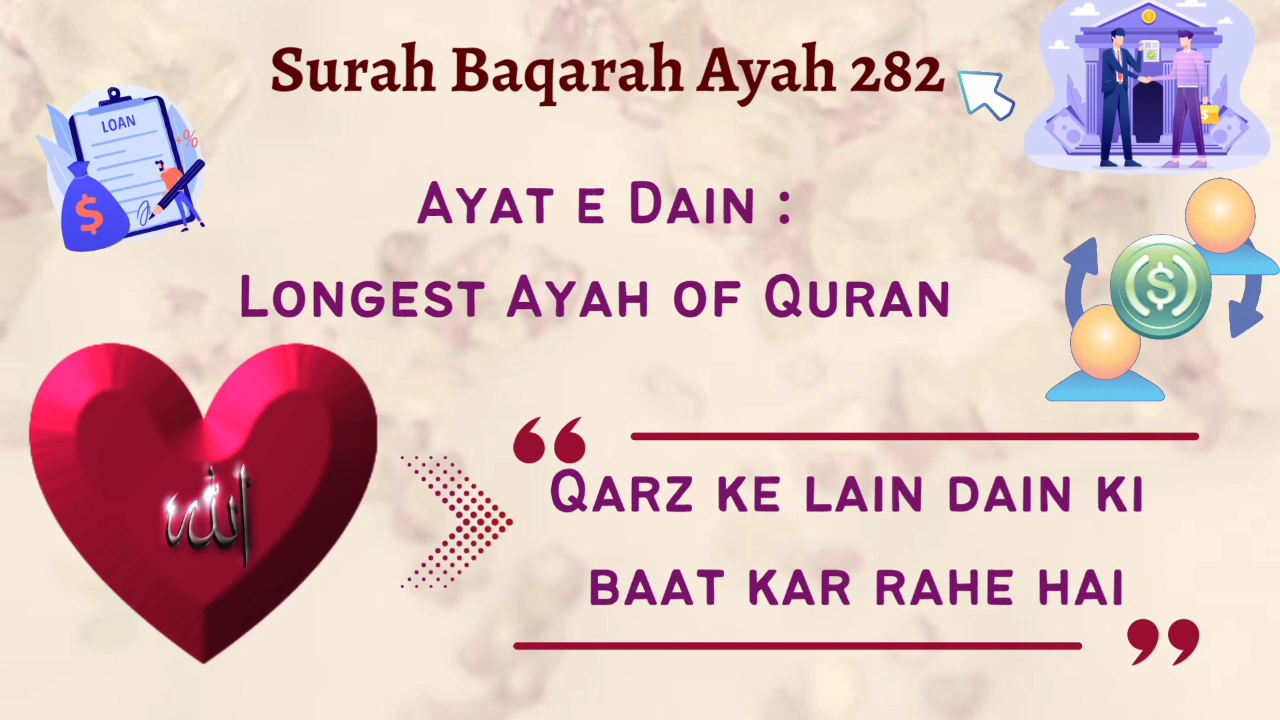 Surah Baqarah Ayah 282
LOAN
+%
$
Ayat e Dain :
Longest Ayah of Quran
$
$
الله
“Qarz ke lain dain ki
baat kar rahe hai”